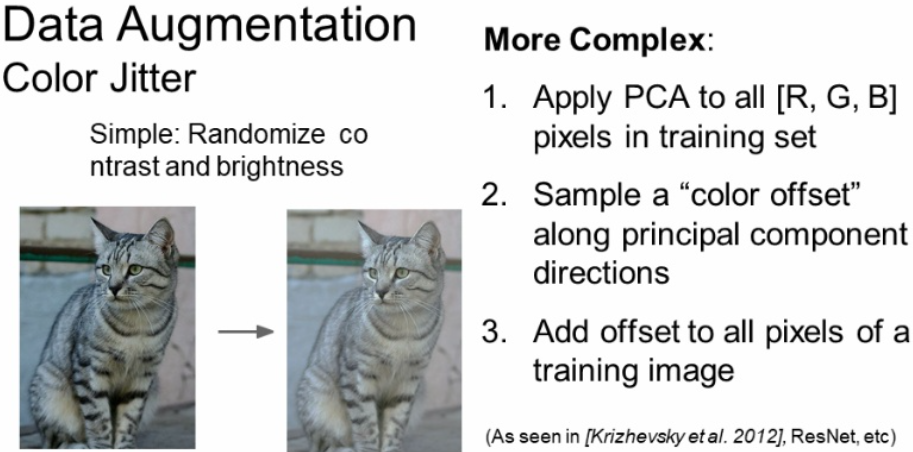 Data Augmentation
Color Jitter
Simple: Randomize co
ntrast and brightness
More Complex:
1. Apply PCA to all [R, G, B]
pixels in training set
2. Sample a “color offset”
along principal component
directions
3. Add offset to all pixels of a
training image
(As seen in [Krizhevsky et al. 2012], ResNet, etc)